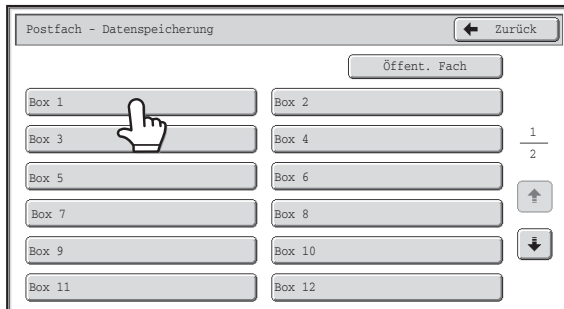 Postfach - Datenspeicherung Zurück
Öffent. Fach
Box 1 Box 2
Box 3 Box 4
1
2
Box 5 Box 6
Box 7 Box 8
Box 9 Box 10
Box 11 Box 12